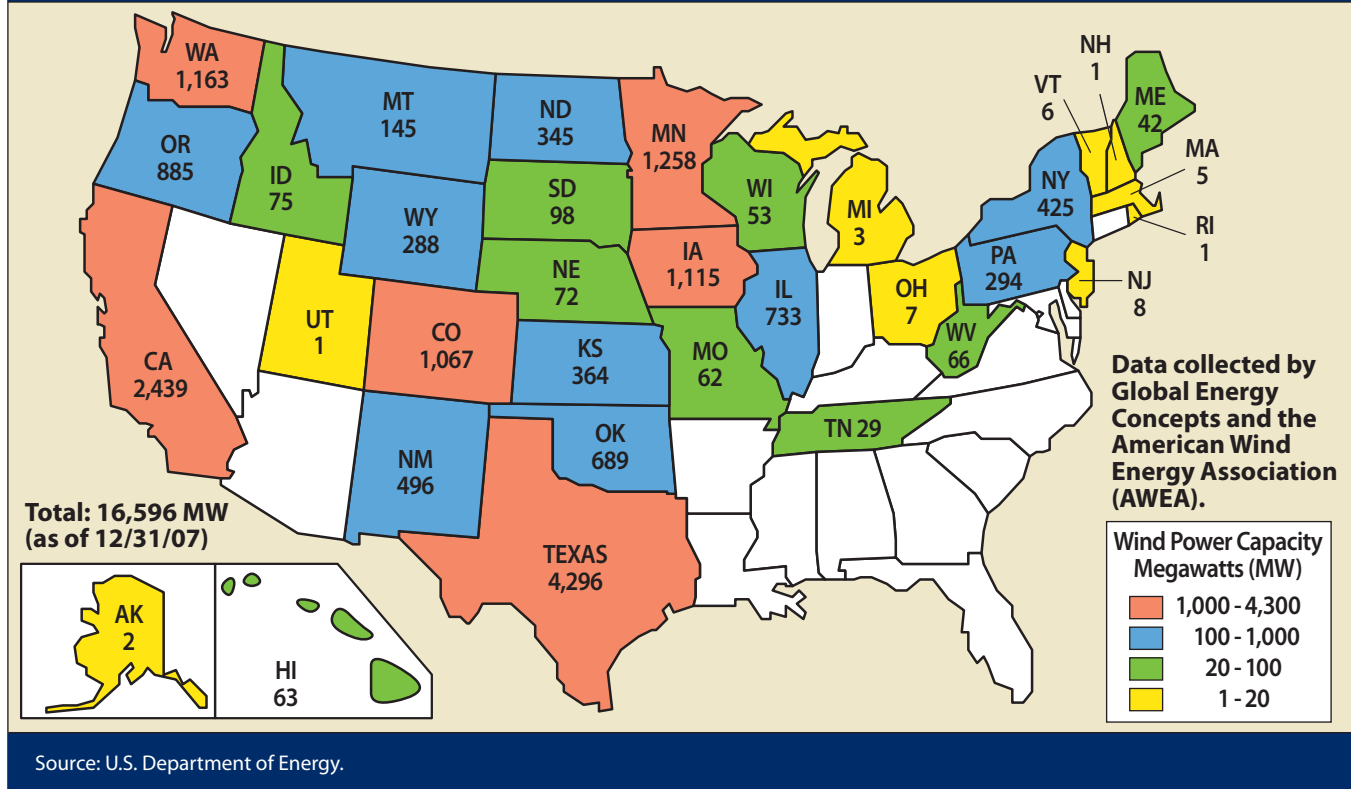 WA
1,163
MT
145
ND
345
MN
1,258
OR
885
ID
75
WY
288
SD
98
WI
53
MI
3
NY
425
VT
6
NH
1
ME
42
MA
5
RI
1
NJ
8
PA
294
CA
2,439
UT
1
CO
1,067
NE
72
IA
1,115
IL
733
OH
7
WV
66
KS
364
MO
62
TN 29
NM
496
OK
689
TEXAS
4,296
Total: 16,596 MW
(as of 12/31/07)
AK
2
HI
63
Data collected by
Global Energy
Concepts and the
American Wind
Energy Association
(AWEA).
Wind Power Capacity
Megawatts (MW)
1,000 - 4,300
100 - 1,000
20 - 100
1 - 20
Source: U.S. Department of Energy.